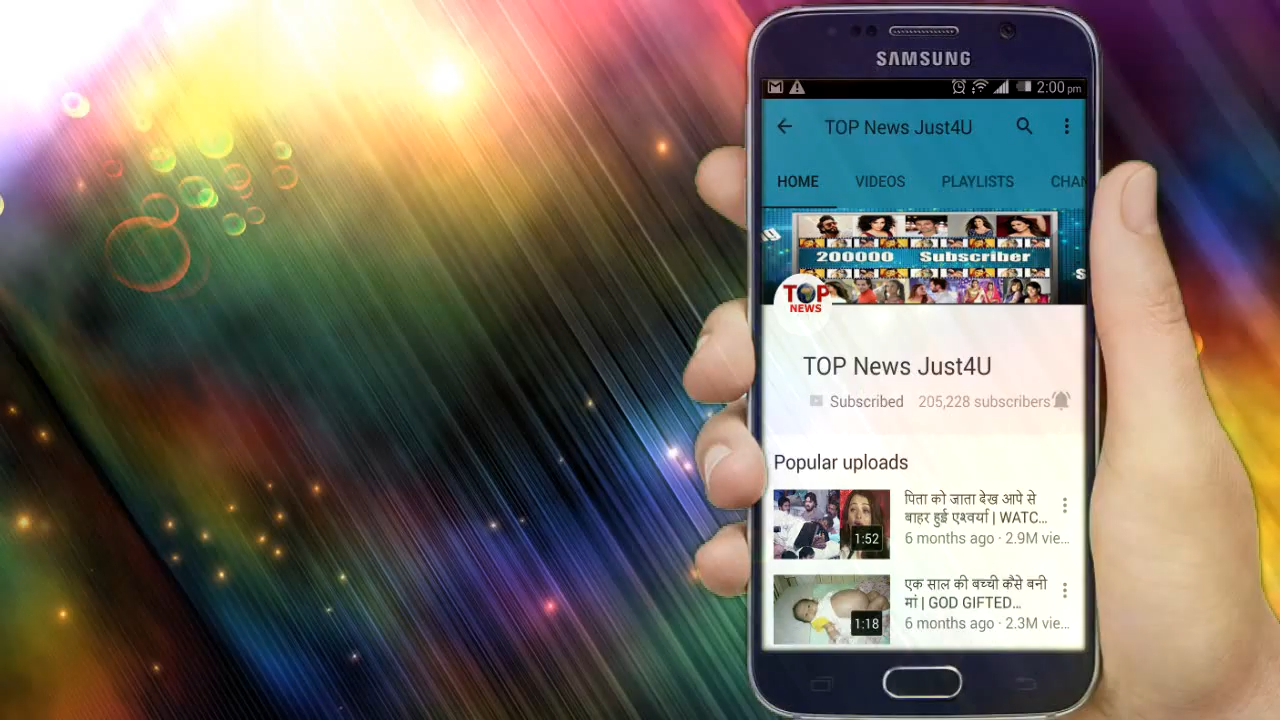 SAMSUNG
2:00 pm
TOP News Just4U
HOME VIDEOS PLAYLISTS CHAN
200000 Subscriber
S
TOP
NEWS
TOP News Just4U
Subscribed 205,228 subscribers
Popular uploads
पिता को जाता देख आपे से
बाहर हुई एश्वर्या | WATC...
6 months ago · 2.9M vie...
1:52
एक साल की बच्ची कैसे बनी
मां | GOD GIFTED...
6 months ago · 2.3M vie...
1:18